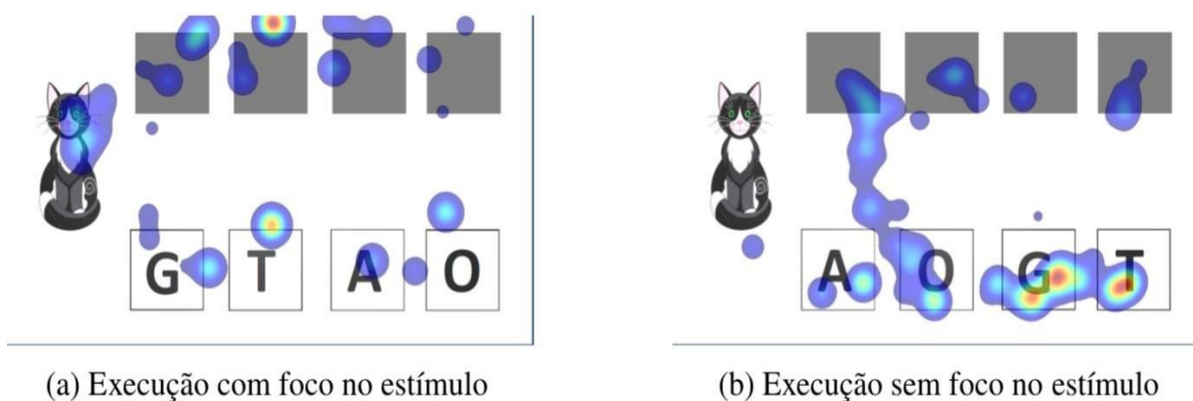 G T A O
A O G T
(a) Execução com foco no estímulo
(b) Execução sem foco no estímulo